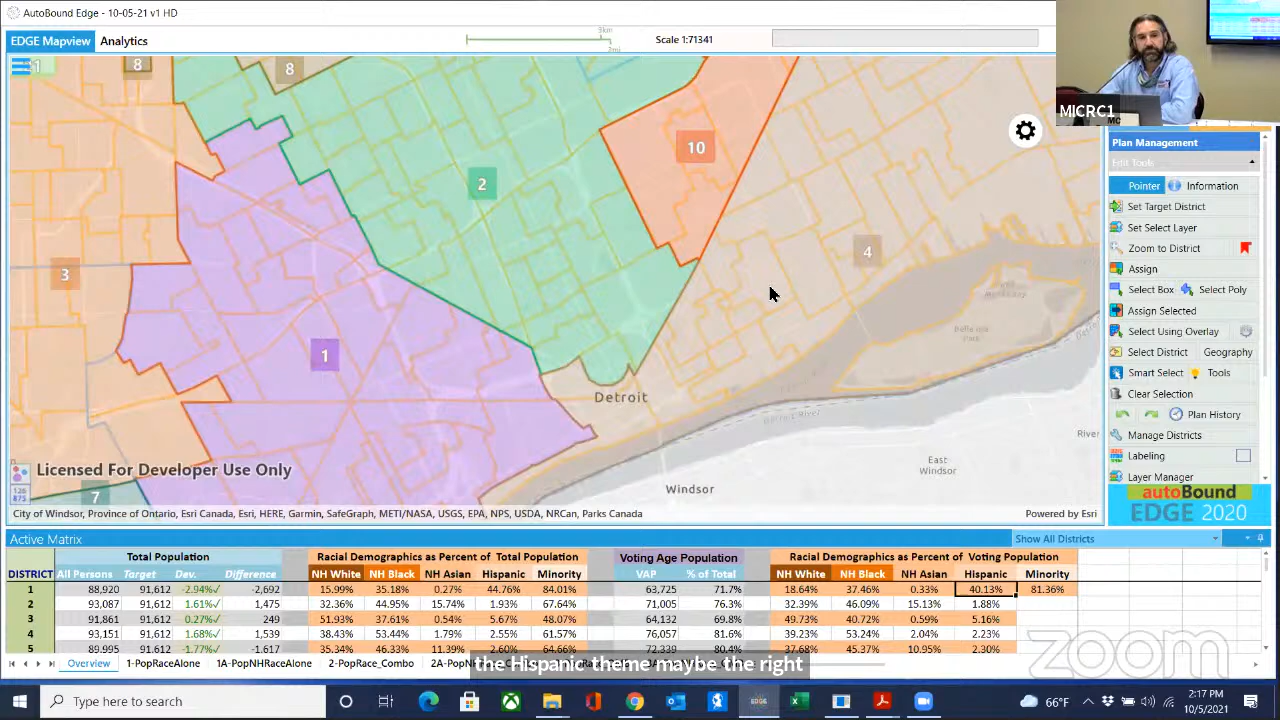 AutoBound Edge - 10-05-21 v1 HD
EDGE Mapview Analytics
3km
2mi
Scale 1:71341
MICRC1
1
8
8
10
2
4
3
1
7
Detroit
Belle Isle
Park
Detroit River
East
Windsor
River
Windsor
Licensed For Developer Use Only
City of Windsor, Province of Ontario, Esri Canada, Esri, HERE, Garmin, SafeGraph, METI/NASA, USGS, EPA, NPS, USDA, NRCan, Parks Canada
Powered by Esri
Plan Management
Edit Tools
Pointer Information
Set Target District
Set Select Layer
Zoom to District
Assign
Select Box Select Poly
Assign Selected
Select Using Overlay
Select District Geography
Smart Select Tools
Clear Selection
Plan History
Manage Districts
Labeling
Layer Manager
autoBound
EDGE 2020
Active Matrix
Show All Districts
Total Population Racial Demographics as Percent of Total Population Voting Age Population Racial Demographics as Percent of Voting Population
DISTRICT All Persons Target Dev. Difference NH White NH Black NH Asian Hispanic Minority VAP % of Total NH White NH Black NH Asian Hispanic Minority
1 88,920 91,612 -2.94%✓ -2,692 15.99% 35.18% 0.27% 44.76% 84.01% 63,725 71.7% 18.64% 37.46% 0.33% 40.13% 81.36%
2 93,087 91,612 1.61%✓ 1,475 32.36% 44.95% 15.74% 1.93% 67.64% 71,005 76.3% 32.39% 46.09% 15.13% 1.88%
3 91,861 91,612 0.27%✓ 249 51.93% 37.61% 0.54% 5.67% 48.07% 64,132 69.8% 49.73% 40.72% 0.59% 5.16%
4 93,151 91,612 1.68%✓ 1,539 38.43% 53.44% 1.79% 2.55% 61.57% 76,057 81.6% 39.23% 53.24% 2.04% 2.23%
5 89,995 91,612 -1.77%✓ -1,617 35.34% 46.33% 11.39% 2.60% 64.66% 72,339 80.4% 37.68% 45.37% 10.95% 2.30%
Overview 1-PopRaceAlone 1A-PopNHRaceAlone 2-PopRace_Combo
the Hispanic theme maybe the right
zoom
Type here to search
EDGE
66°F
2:17 PM
10/5/2021